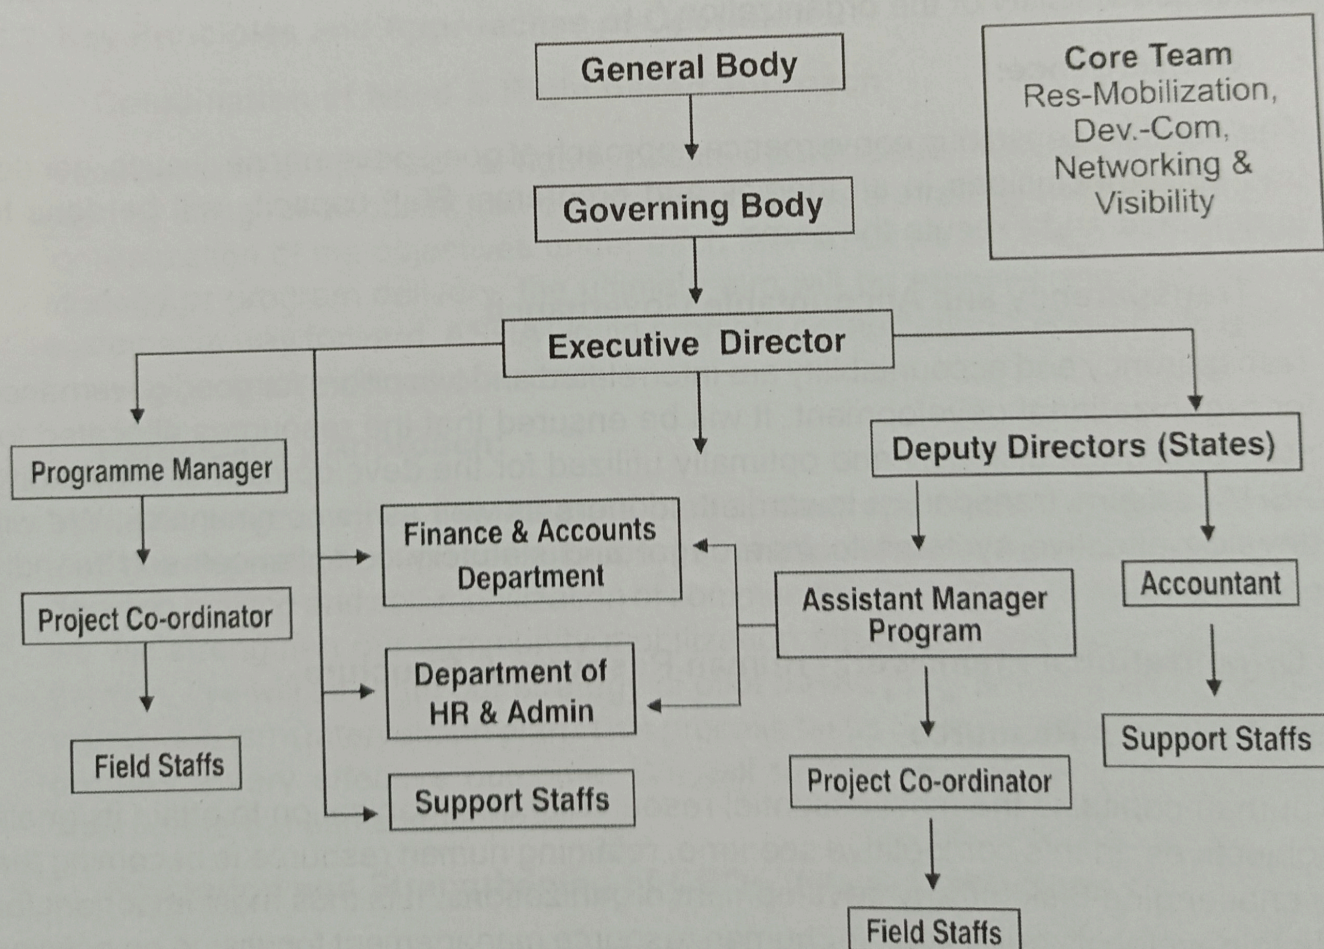 General Body
Core Team
Res-Mobilization,
Dev.-Com,
Networking &
Visibility
Governing Body
Executive Director
Programme Manager
Deputy Directors (States)
Finance & Accounts
Department
Assistant Manager
Program
Accountant
Project Co-ordinator
Department of
HR & Admin
Field Staffs
Support Staffs
Support Staffs
Project Co-ordinator
Field Staffs